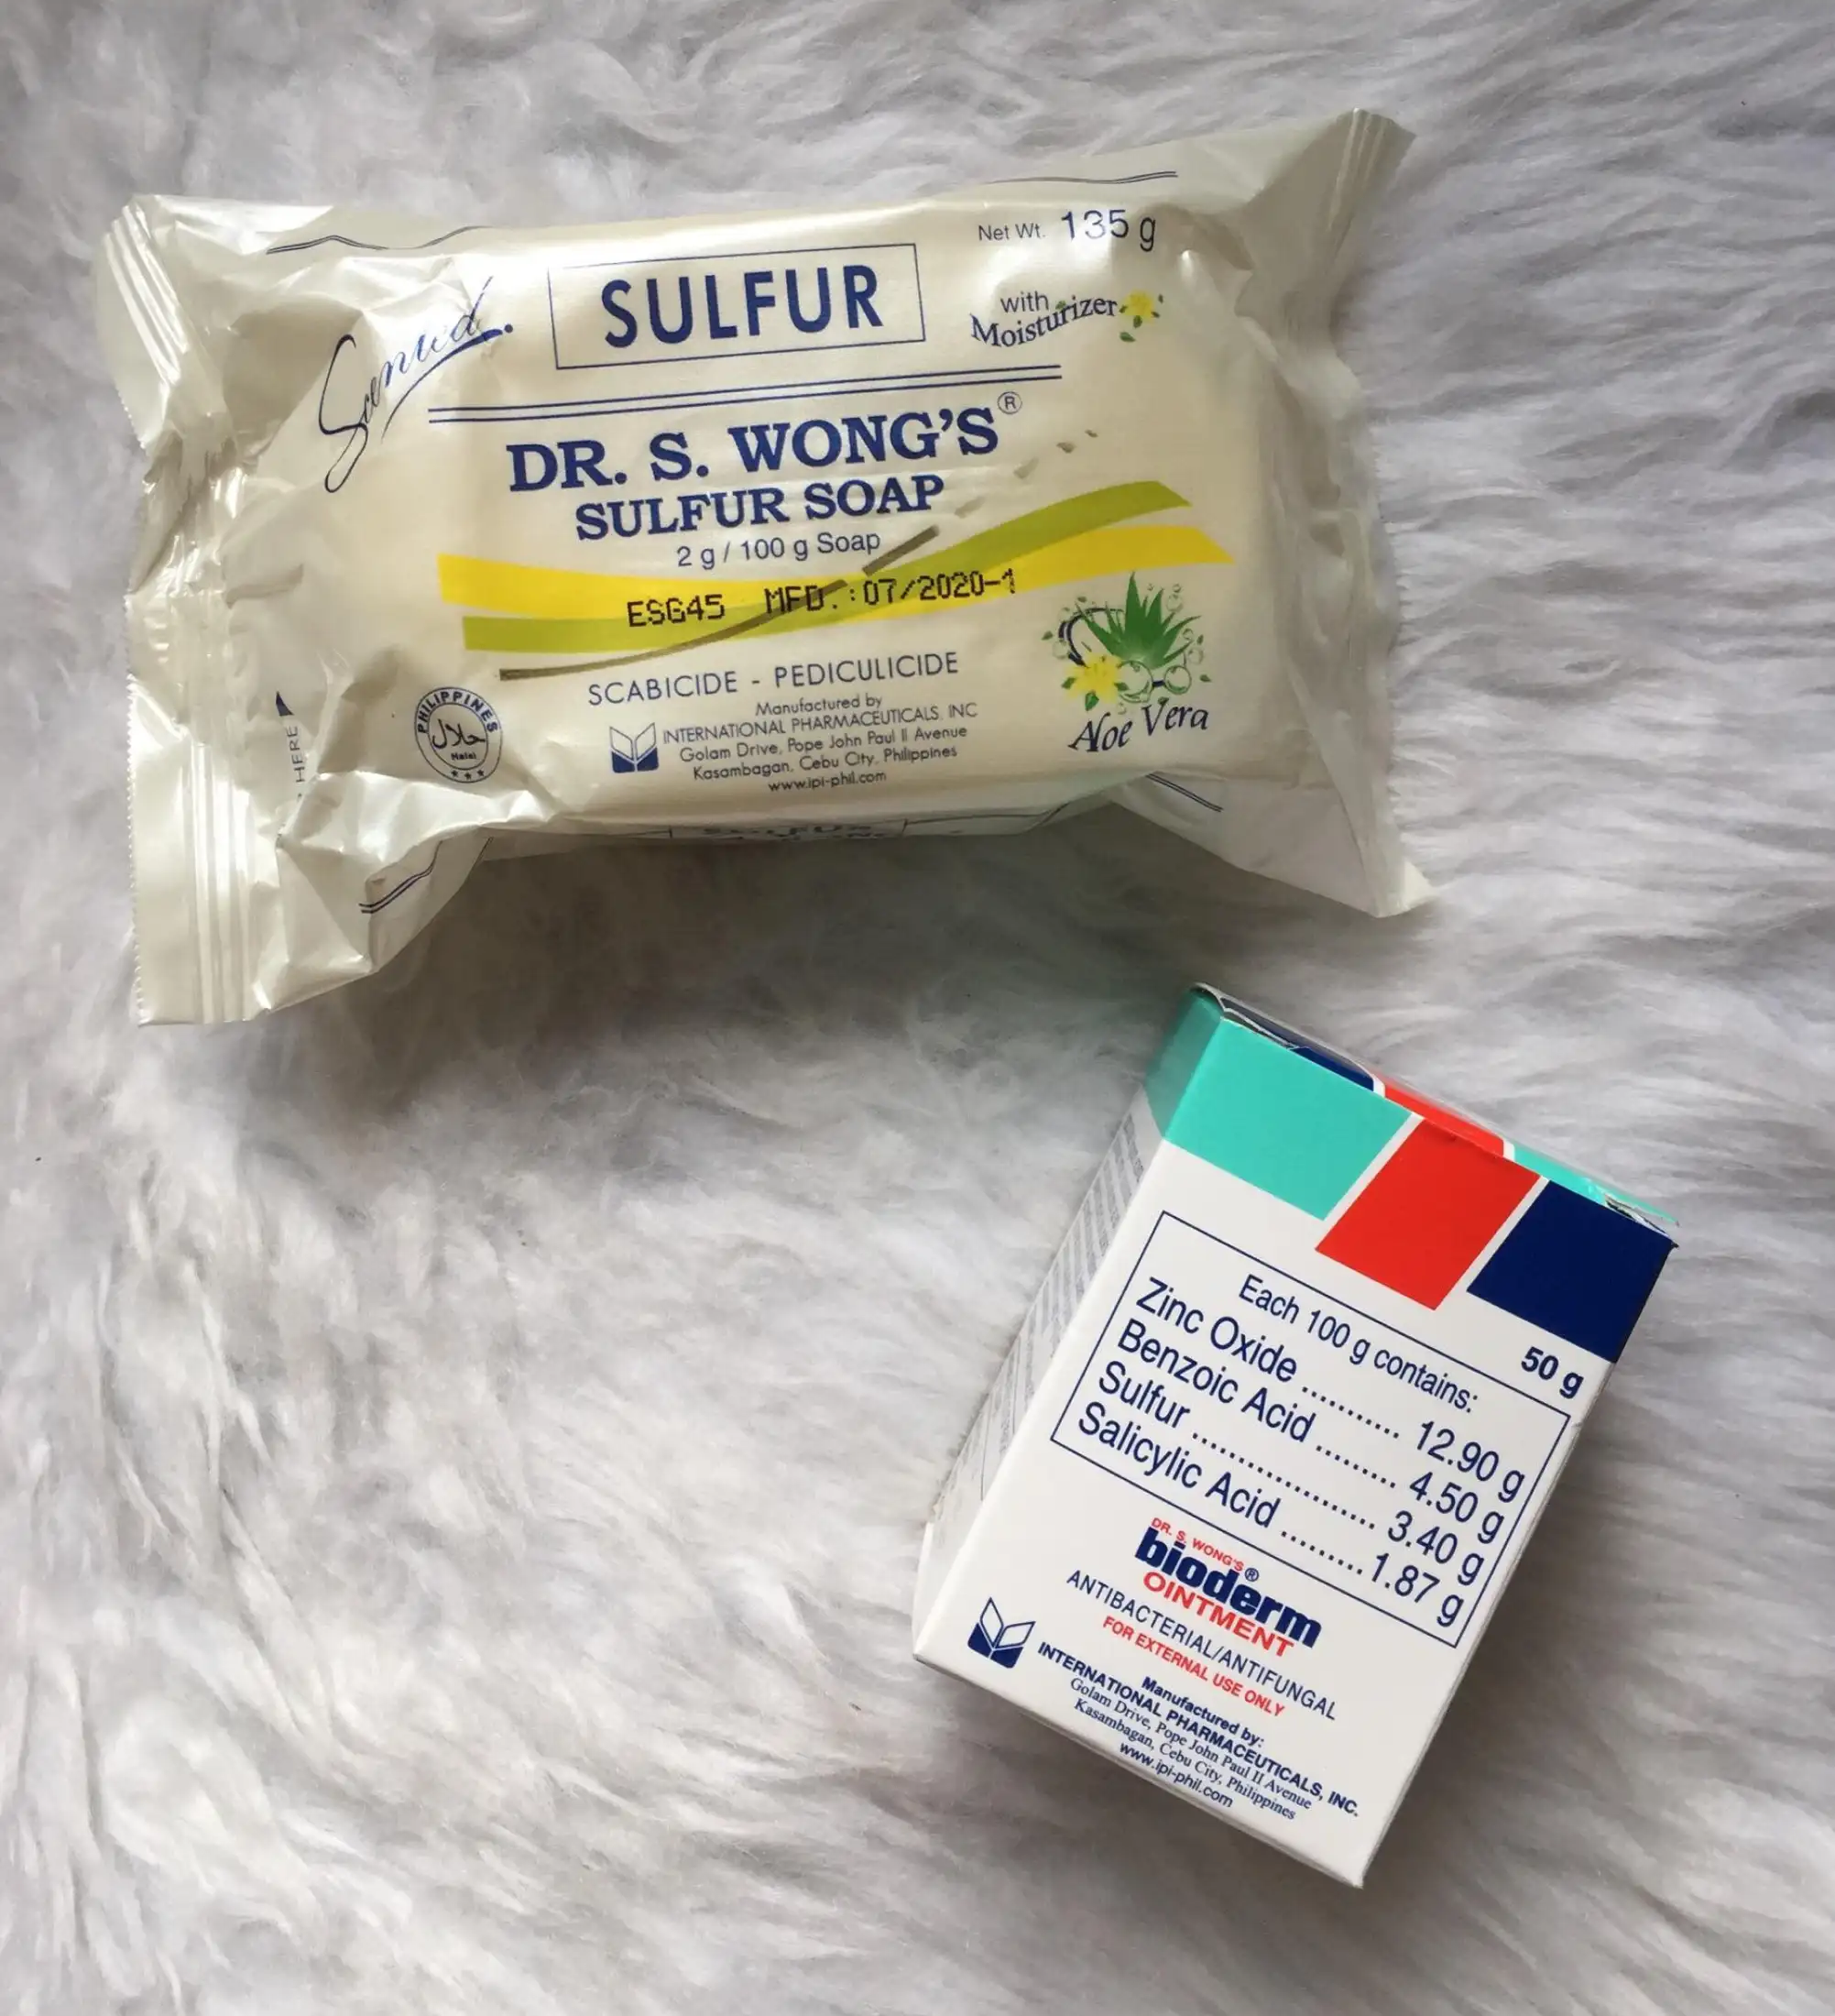 Net Wt. 135 g
SULFUR
with
Moisturizer
DR. S. WONG'S®
SULFUR SOAP
2 g / 100 g Soap
ESG45 MFD.:07/2020-1
SCABICIDE - PEDICULICIDE
Manufactured by
INTERNATIONAL PHARMACEUTICALS, INC
Golam Drive, Pope John Paul II Avenue
Kasambagan, Cebu City, Philippines
www.ipi-phil.com
PHILIPPINES
حلال
Halal
HERE
Aloe Vera
SULFUR
50 g
Each 100 g contains:
Zinc Oxide .......... 12.90 g
Benzoic Acid ......... 4.50 g
Sulfur .................... 3.40 g
Salicylic Acid .........1.87 g
DR. S. WONG'S®
bioderm
OINTMENT
ANTIBACTERIAL/ANTIFUNGAL
FOR EXTERNAL USE ONLY
Manufactured by:
INTERNATIONAL PHARMACEUTICALS, INC.
Golam Drive, Pope John Paul II Avenue
Kasambagan, Cebu City, Philippines
www.ipi-phil.com